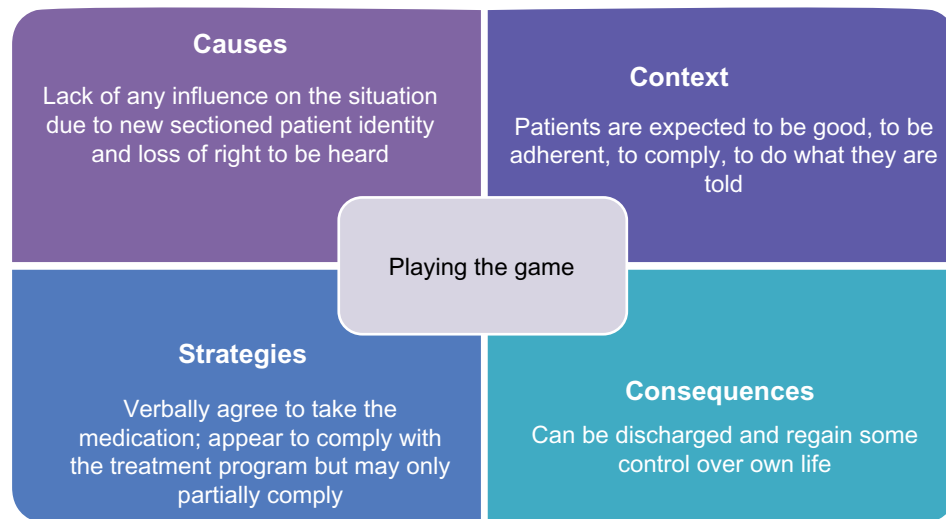 Causes
Lack of any influence on the situation
due to new sectioned patient identity
and loss of right to be heard
Context
Patients are expected to be good, to be
adherent, to comply, to do what they are
told
Playing the game
Strategies
Verbally agree to take the
medication; appear to comply with
the treatment program but may only
partially comply
Consequences
Can be discharged and regain some
control over own life